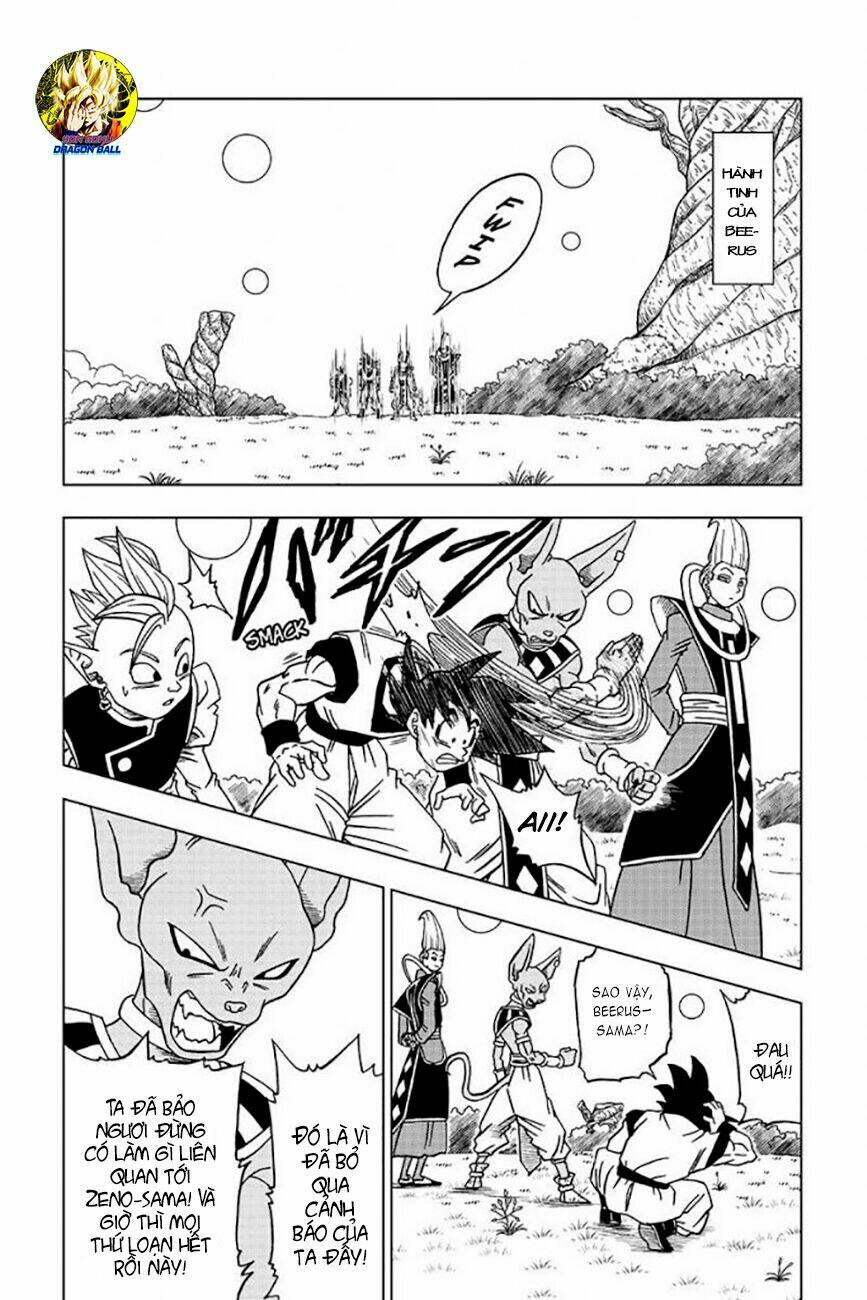 SON GOKU
DRAGON BALL
HÀNH
TINH
CỦA
BEE-
RUS
FWIP
SMACK
AII!
SAO VẬY,
BEERUS-
SAMA?!
ĐAU
QUÁ!!
ĐÓ LÀ VÌ
ĐÃ BỎ
QUA
CẢNH
BÁO CỦA
TA ĐẤY!
TA ĐÃ BẢO
NGƯƠI ĐỪNG
CÓ LÀM GÌ LIÊN
QUAN TỚI
ZENO-SAMA! VÀ
GIỜ THÌ MỌI
THỨ LOẠN HẾT
RỒI NÀY!